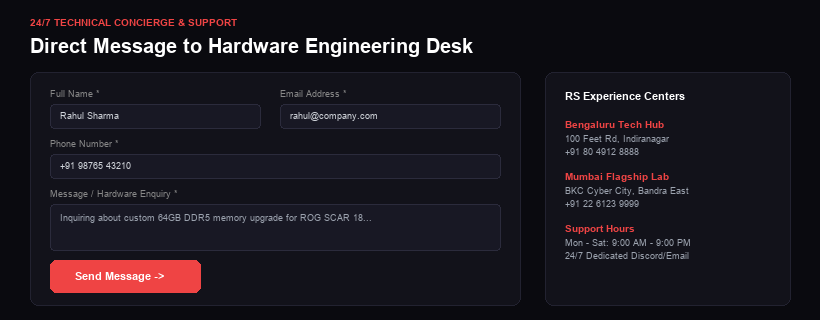 24/7 TECHNICAL CONCIERGE & SUPPORT
Direct Message to Hardware Engineering Desk
Full Name *
Email Address *
Rahul Sharma
rahul@company.com
Phone Number *
+91 98765 43210
Message / Hardware Enquiry *
Inquiring about custom 64GB DDR5 memory upgrade for ROG SCAR 18...
Send Message ->
RS Experience Centers
Bengaluru Tech Hub
100 Feet Rd, Indiranagar
+91 80 4912 8888
Mumbai Flagship Lab
BKC Cyber City, Bandra East
+91 22 6123 9999
Support Hours
Mon - Sat: 9:00 AM - 9:00 PM
24/7 Dedicated Discord/Email